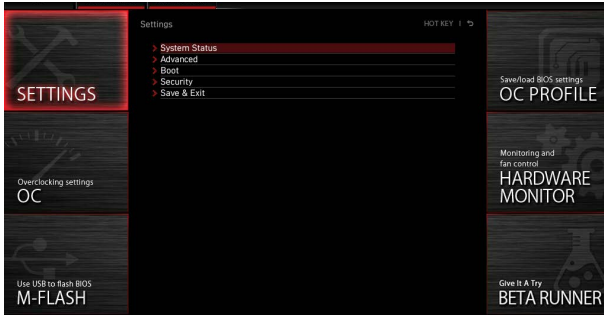 Settings
HOT KEY | ↶
> System Status
> Advanced
> Boot
> Security
> Save & Exit
SETTINGS
Overclocking settings
OC
Use USB to flash BIOS
M-FLASH
Save/load BIOS settings
OC PROFILE
Monitoring and
fan control
HARDWARE
MONITOR
Give It A Try
BETA RUNNER